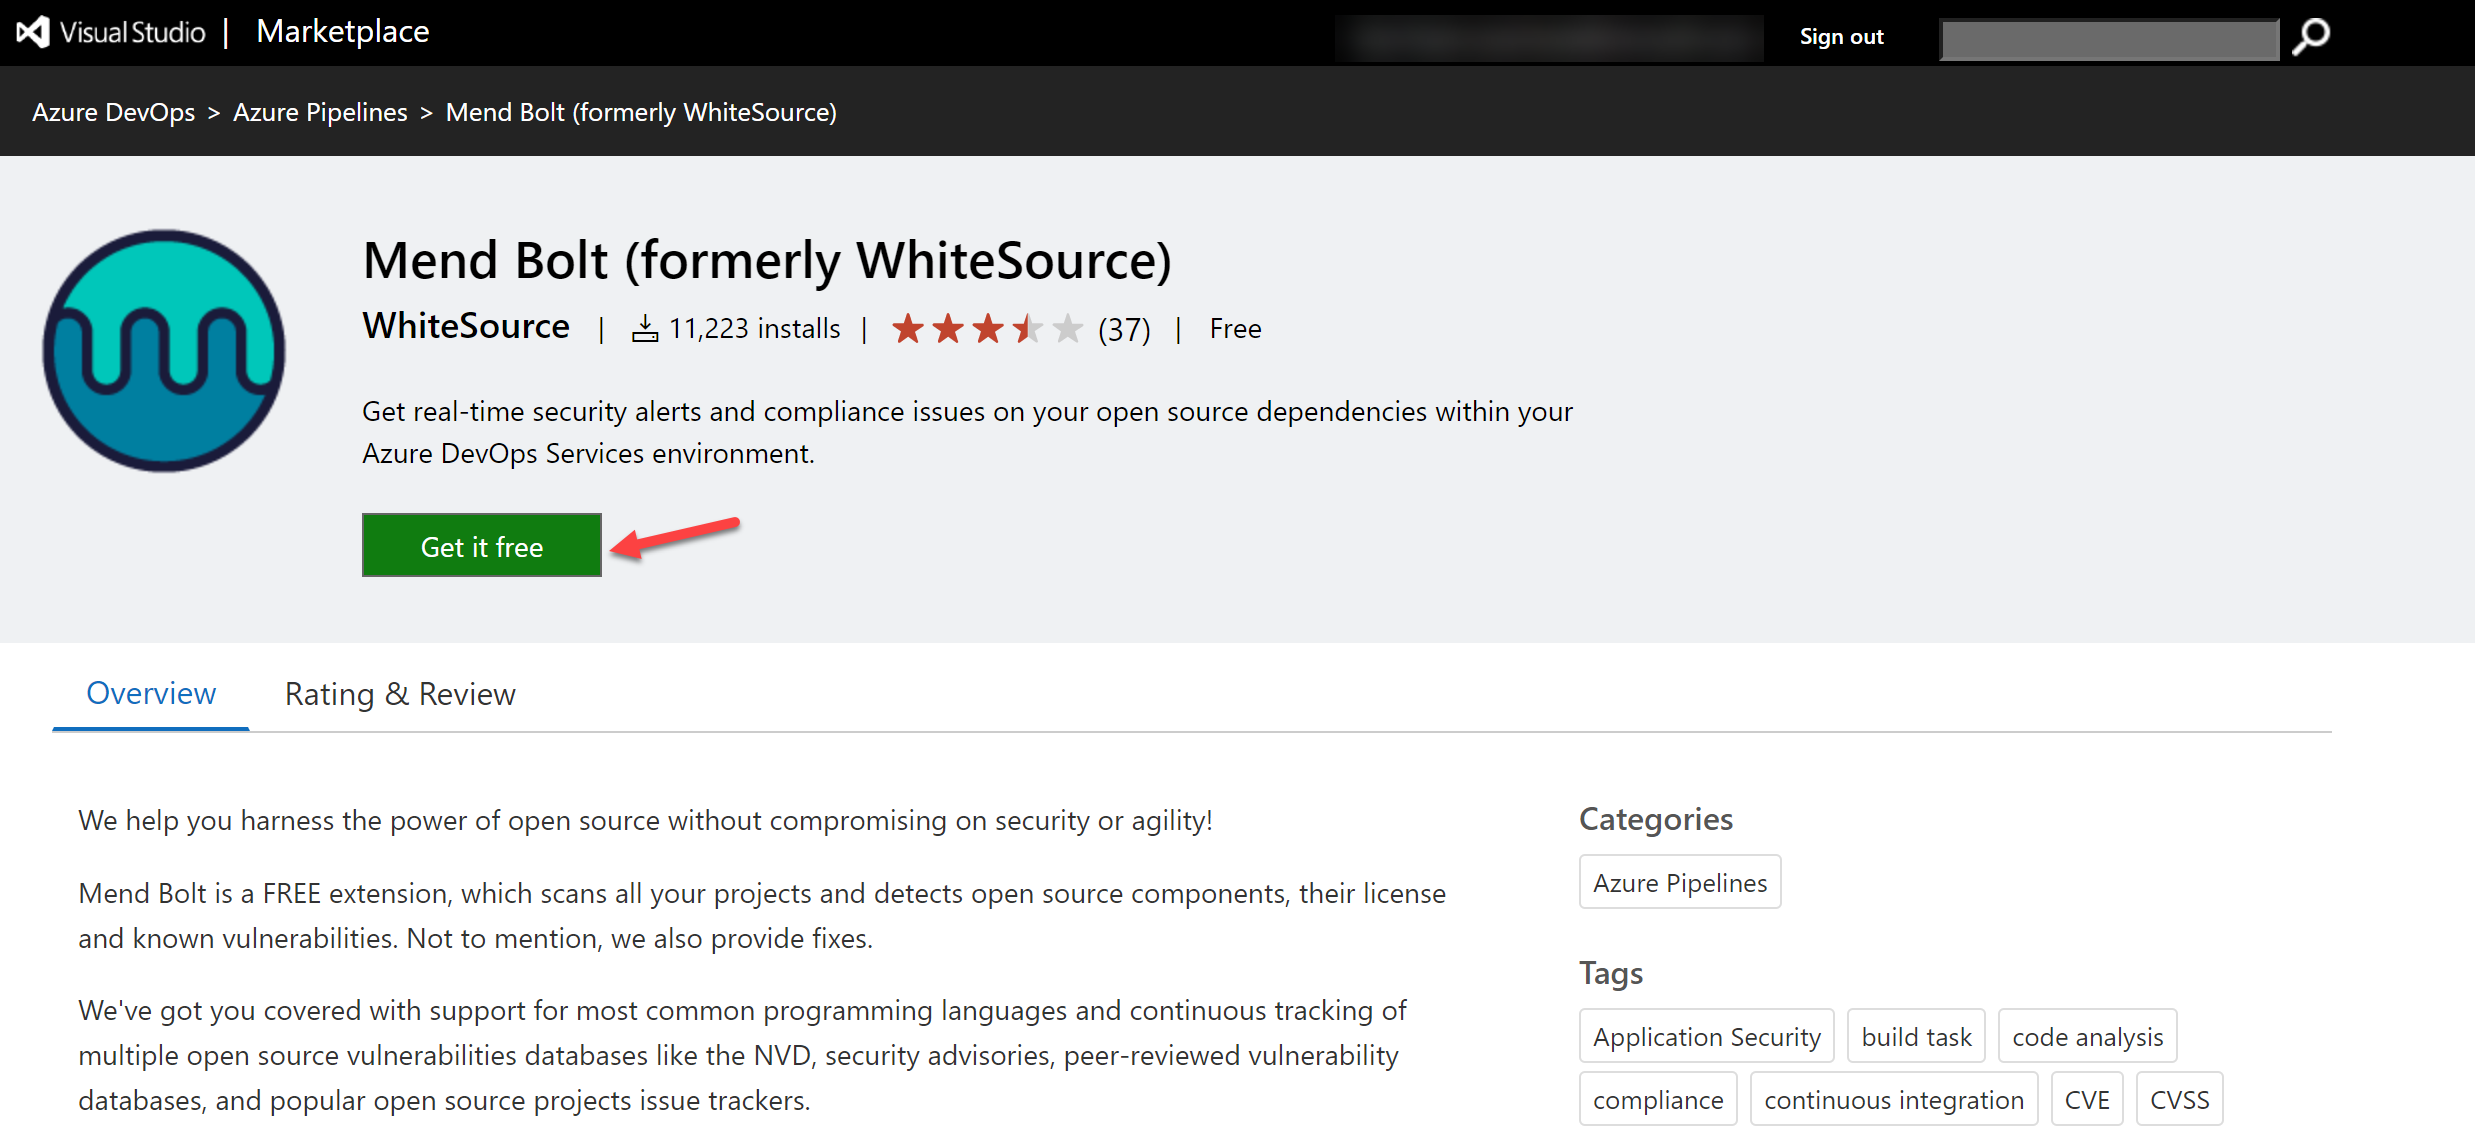 Visual Studio | Marketplace
Sign out
Azure DevOps > Azure Pipelines > Mend Bolt (formerly WhiteSource)
Mend Bolt (formerly WhiteSource)
WhiteSource | 11,223 installs | (37) | Free
Get real-time security alerts and compliance issues on your open source dependencies within your
Azure DevOps Services environment.
Get it free
Overview
Rating & Review
We help you harness the power of open source without compromising on security or agility!
Mend Bolt is a FREE extension, which scans all your projects and detects open source components, their license
and known vulnerabilities. Not to mention, we also provide fixes.
We've got you covered with support for most common programming languages and continuous tracking of
multiple open source vulnerabilities databases like the NVD, security advisories, peer-reviewed vulnerability
databases, and popular open source projects issue trackers.
Categories
Azure Pipelines
Tags
Application Security
build task
code analysis
compliance
continuous integration
CVE
CVSS